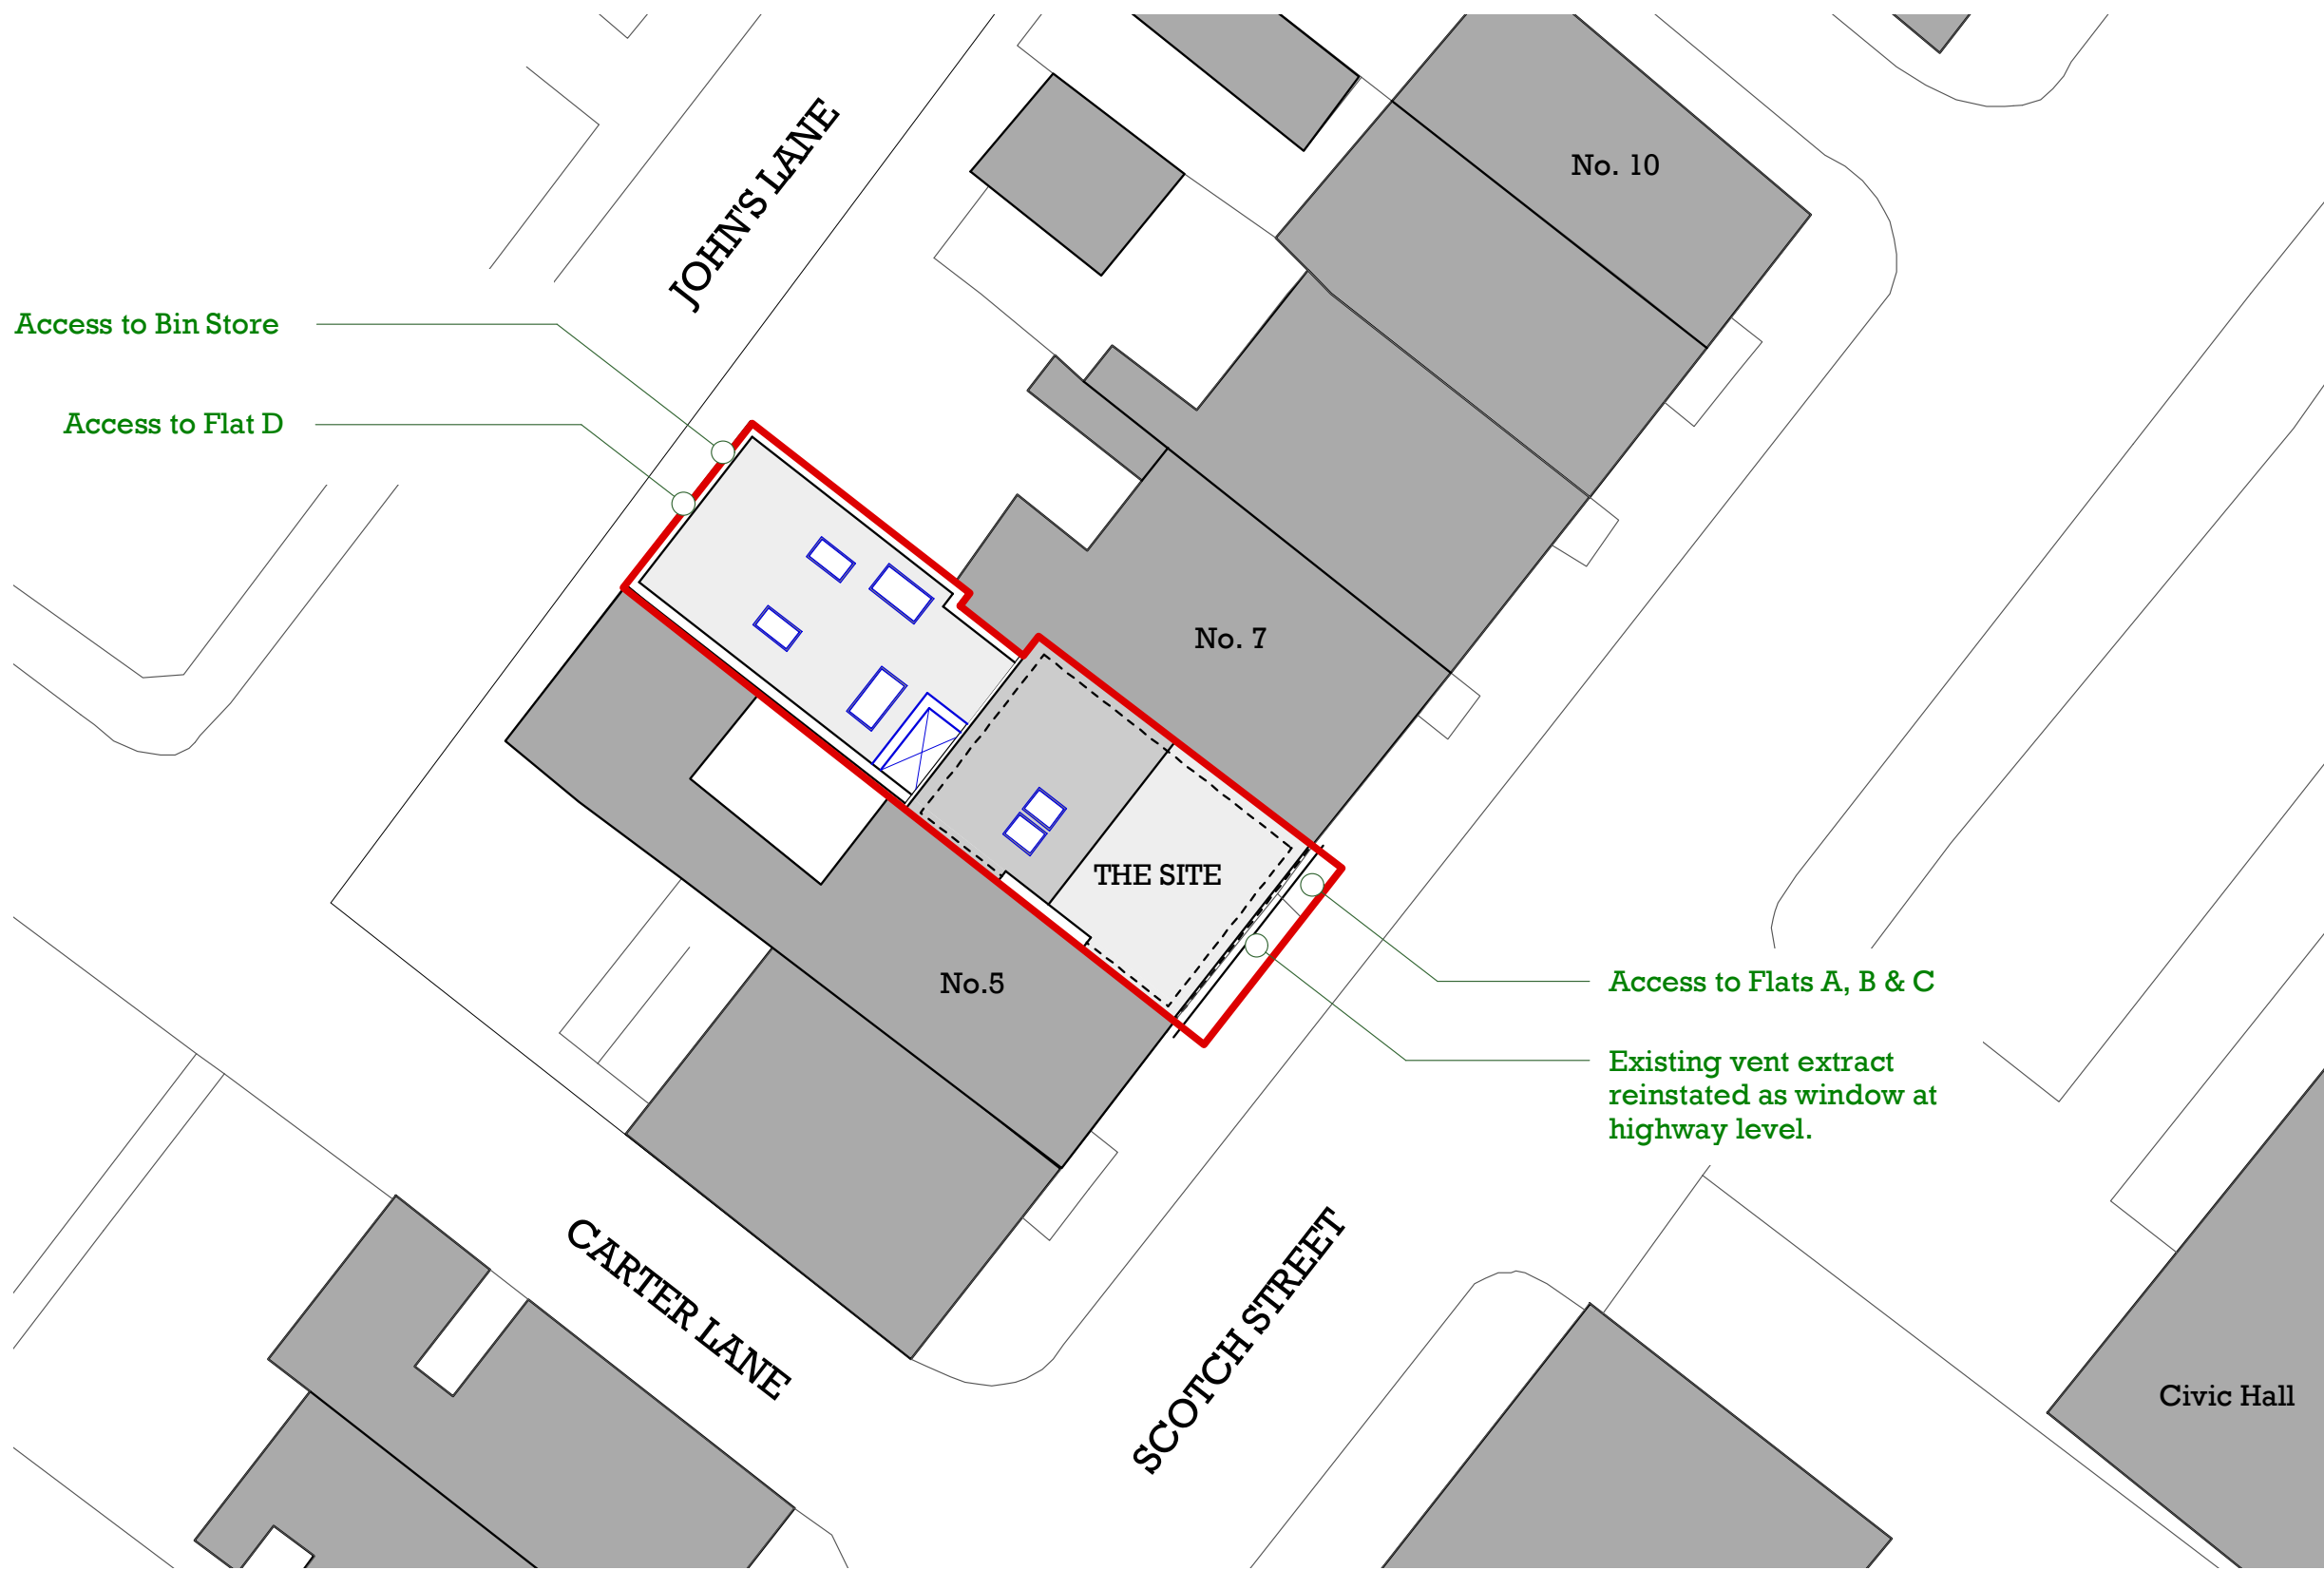 No. 10
JOHN'S LANE
Access to Bin Store
Access to Flat D
No. 7
THE SITE
No.5
Access to Flats A, B & C
Existing vent extract
reinstated as window at
highway level.
CARTER LANE
SCOTCH STREET
Civic Hall